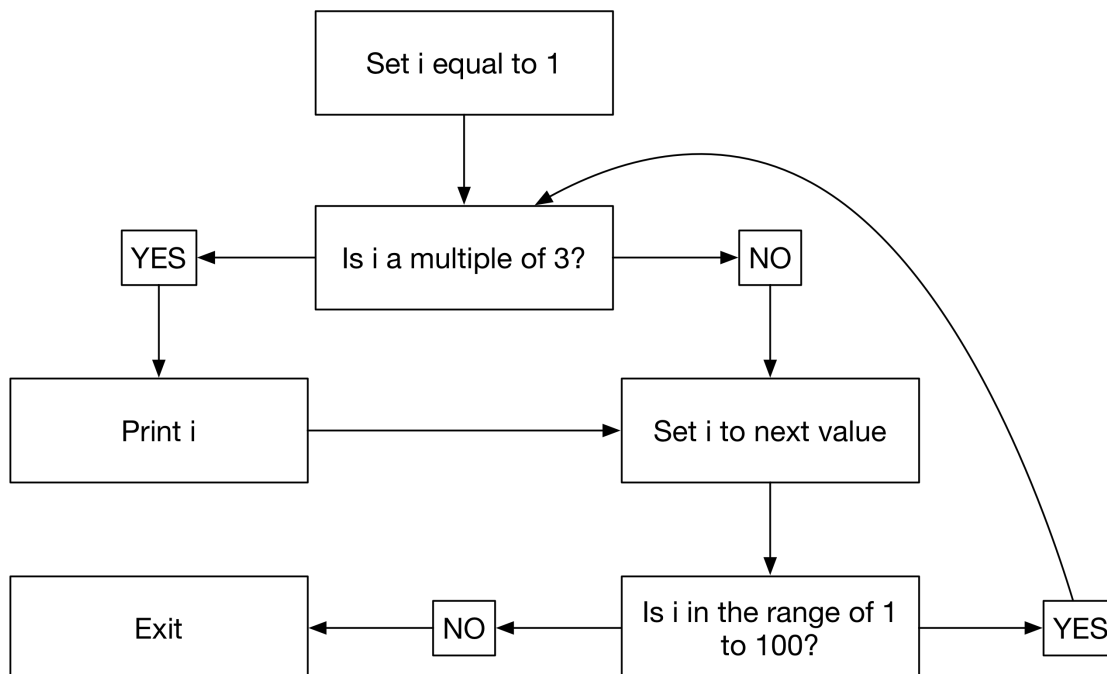 Set i equal to 1
YES
Is i a multiple of 3?
NO
Print i
Set i to next value
Exit
NO
Is i in the range of 1
to 100?
YES